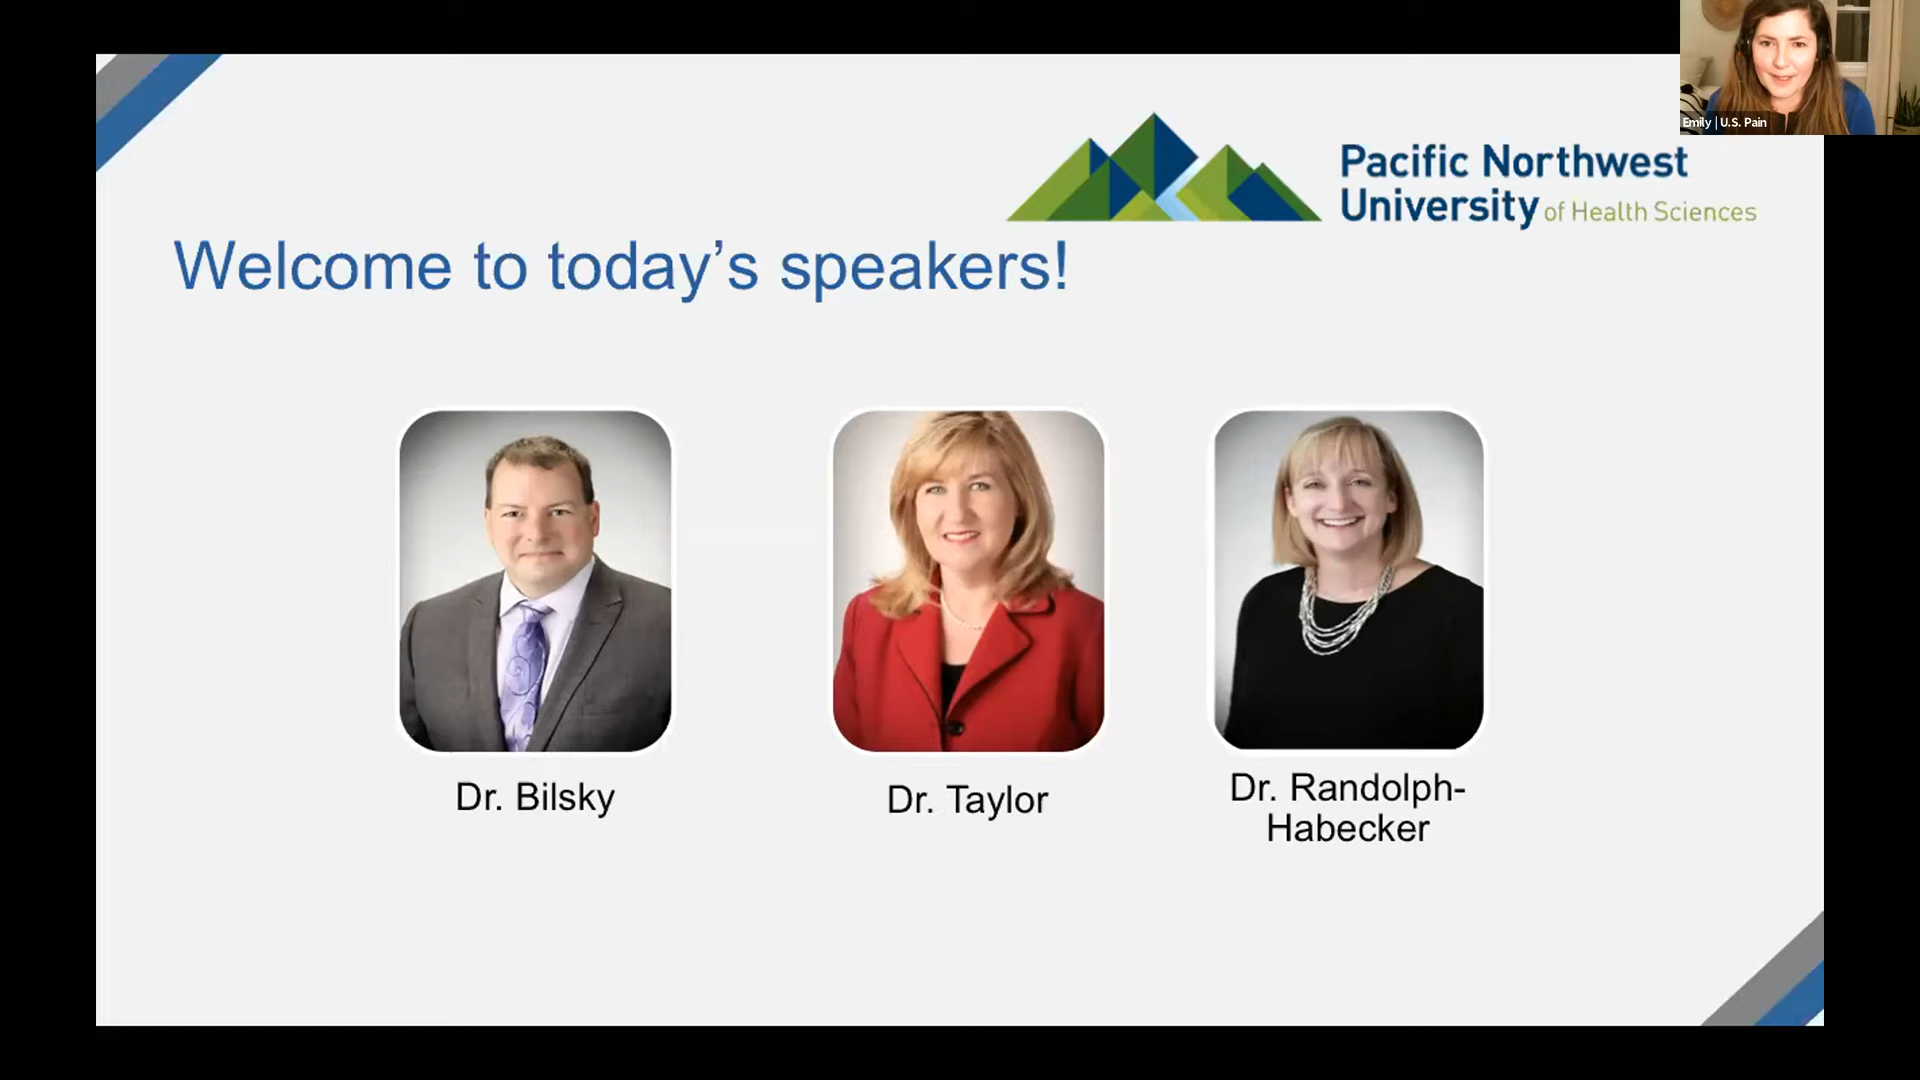 Emily | U.S. Pain
Pacific Northwest
University of Health Sciences
Welcome to today's speakers!
Dr. Bilsky
Dr. Taylor
Dr. Randolph-
Habecker